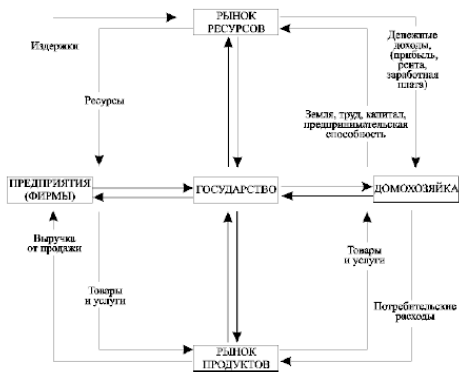 РЫНОК
РЕСУРСОВ
Издержки
Денежные
доходы,
(прибыль,
рента,
заработная
плата)
Ресурсы
Земля, труд, капитал,
предпринимательская
способность
ПРЕДПРИЯТИЯ
(ФИРМЫ)
ГОСУДАРСТВО
ДОМОХОЗЯЙКА
Выручка
от продажи
Товары
и услуги
Товары
и услуги
Потребительские
расходы
РЫНОК
ПРОДУКТОВ